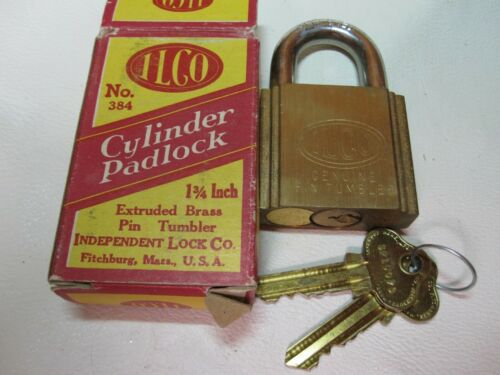 ILCO
No.
384
Cylinder
Padlock
1¾ Inch
Extruded Brass
Pin Tumbler
INDEPENDENT LOCK CO.
Fitchburg, Mass., U.S.A.
ILCO
GENUINE
PIN TUMBLER